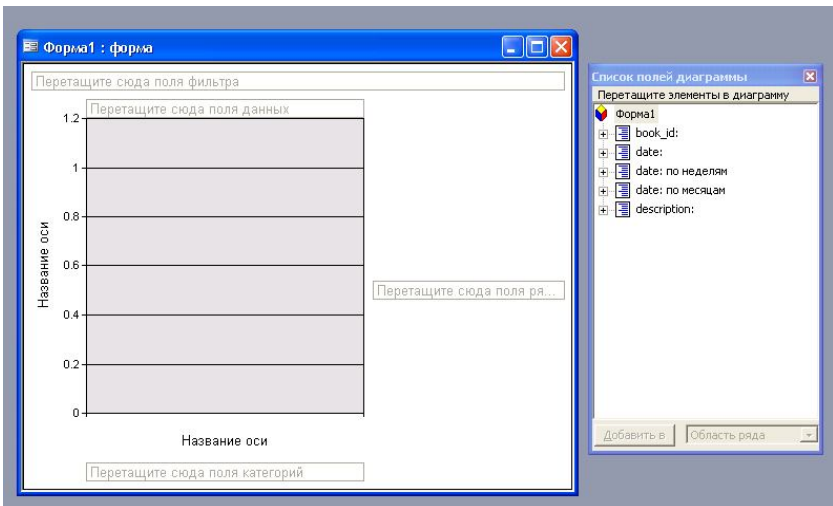 Форма1 : форма
Перетащите сюда поля фильтра
Перетащите сюда поля данных
1.2
1
0.8
0.6
0.4
0.2
0
Название оси
Перетащите сюда поля ря...
Название оси
Перетащите сюда поля категорий
Список полей диаграммы
Перетащите элементы в диаграмму
Форма1
book_id:
date:
date: по неделям
date: по месяцам
description:
Добавить в
Область ряда